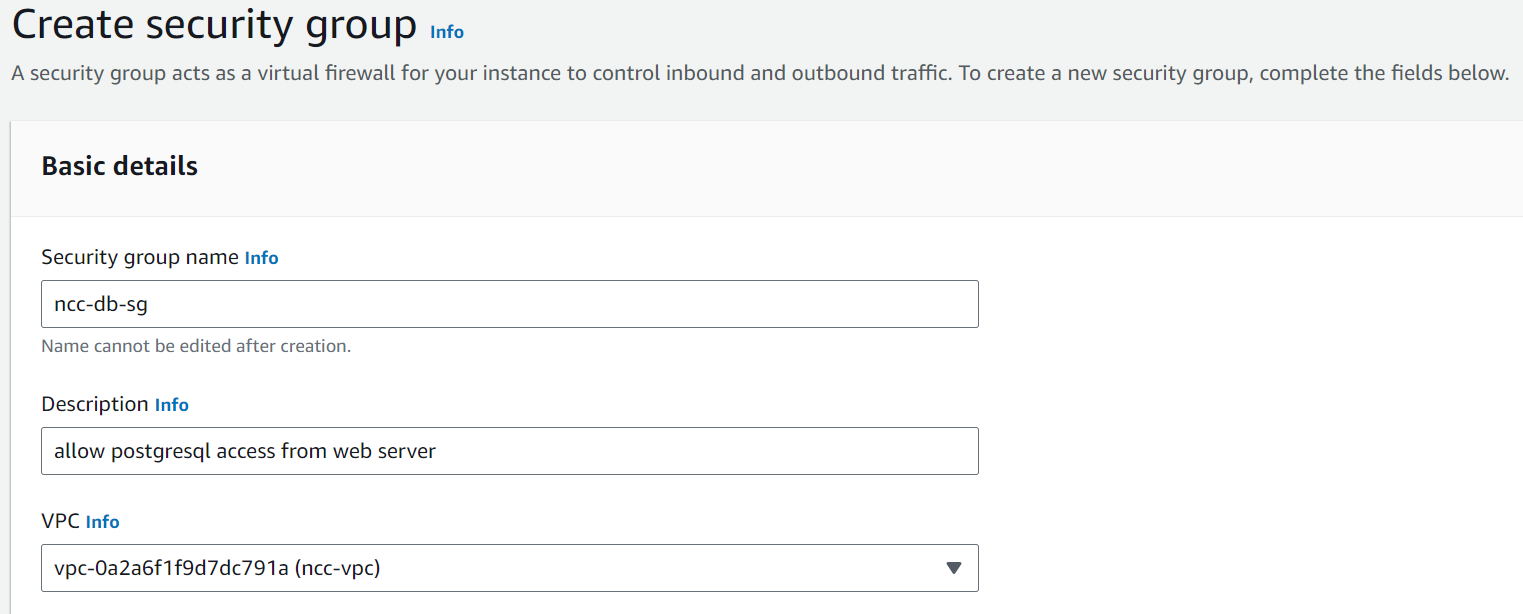 Create security group Info
A security group acts as a virtual firewall for your instance to control inbound and outbound traffic. To create a new security group, complete the fields below.
Basic details
Security group name Info
ncc-db-sg
Name cannot be edited after creation.
Description Info
allow postgresql access from web server
VPC Info
vpc-0a2a6f1f9d7dc791a (ncc-vpc)